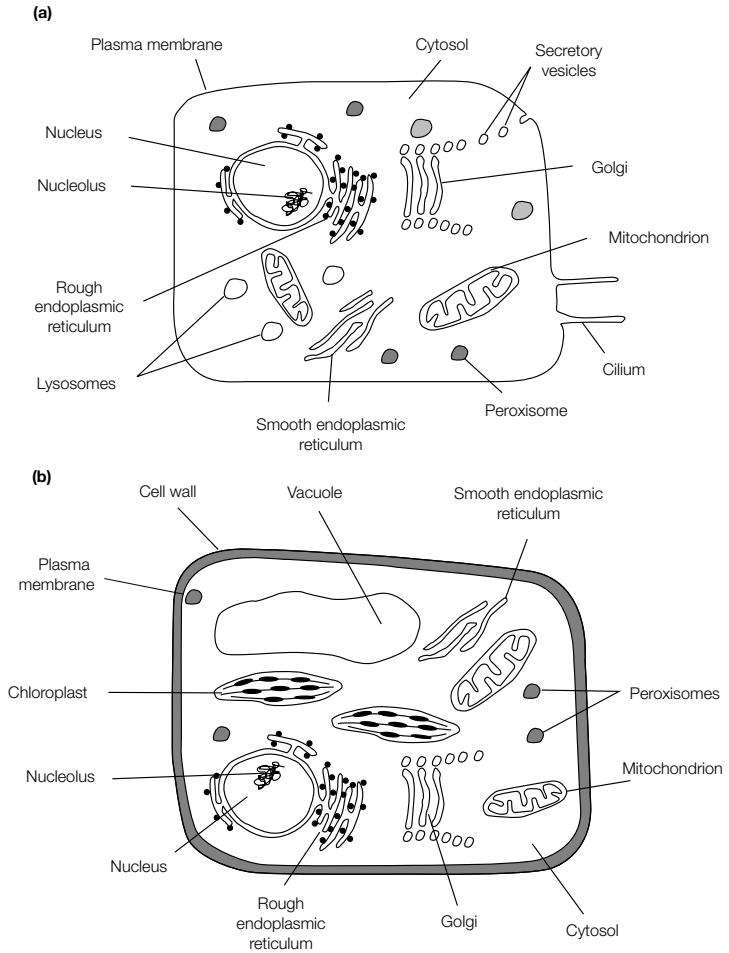 (a)
Plasma membrane
Cytosol
Secretory
vesicles
Nucleus
Golgi
Nucleolus
Mitochondrion
Rough
endoplasmic
reticulum
Cilium
Lysosomes
Peroxisome
Smooth endoplasmic
reticulum
(b)
Cell wall
Vacuole
Smooth endoplasmic
reticulum
Plasma
membrane
Chloroplast
Peroxisomes
Nucleolus
Mitochondrion
Nucleus
Rough
endoplasmic
reticulum
Golgi
Cytosol